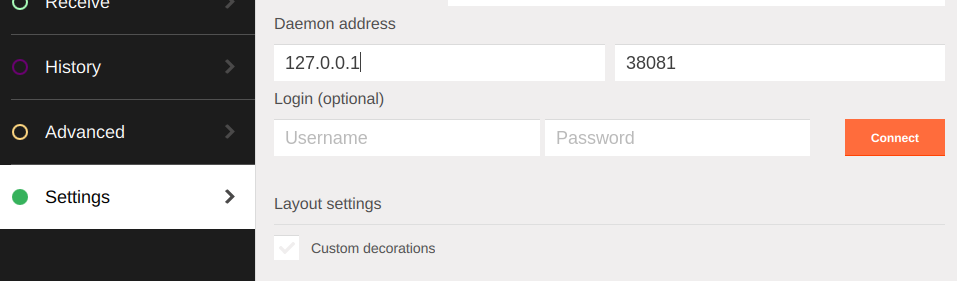 Receive
History
Advanced
Settings
Daemon address
127.0.0.1
38081
Login (optional)
Username
Password
Connect
Layout settings
Custom decorations